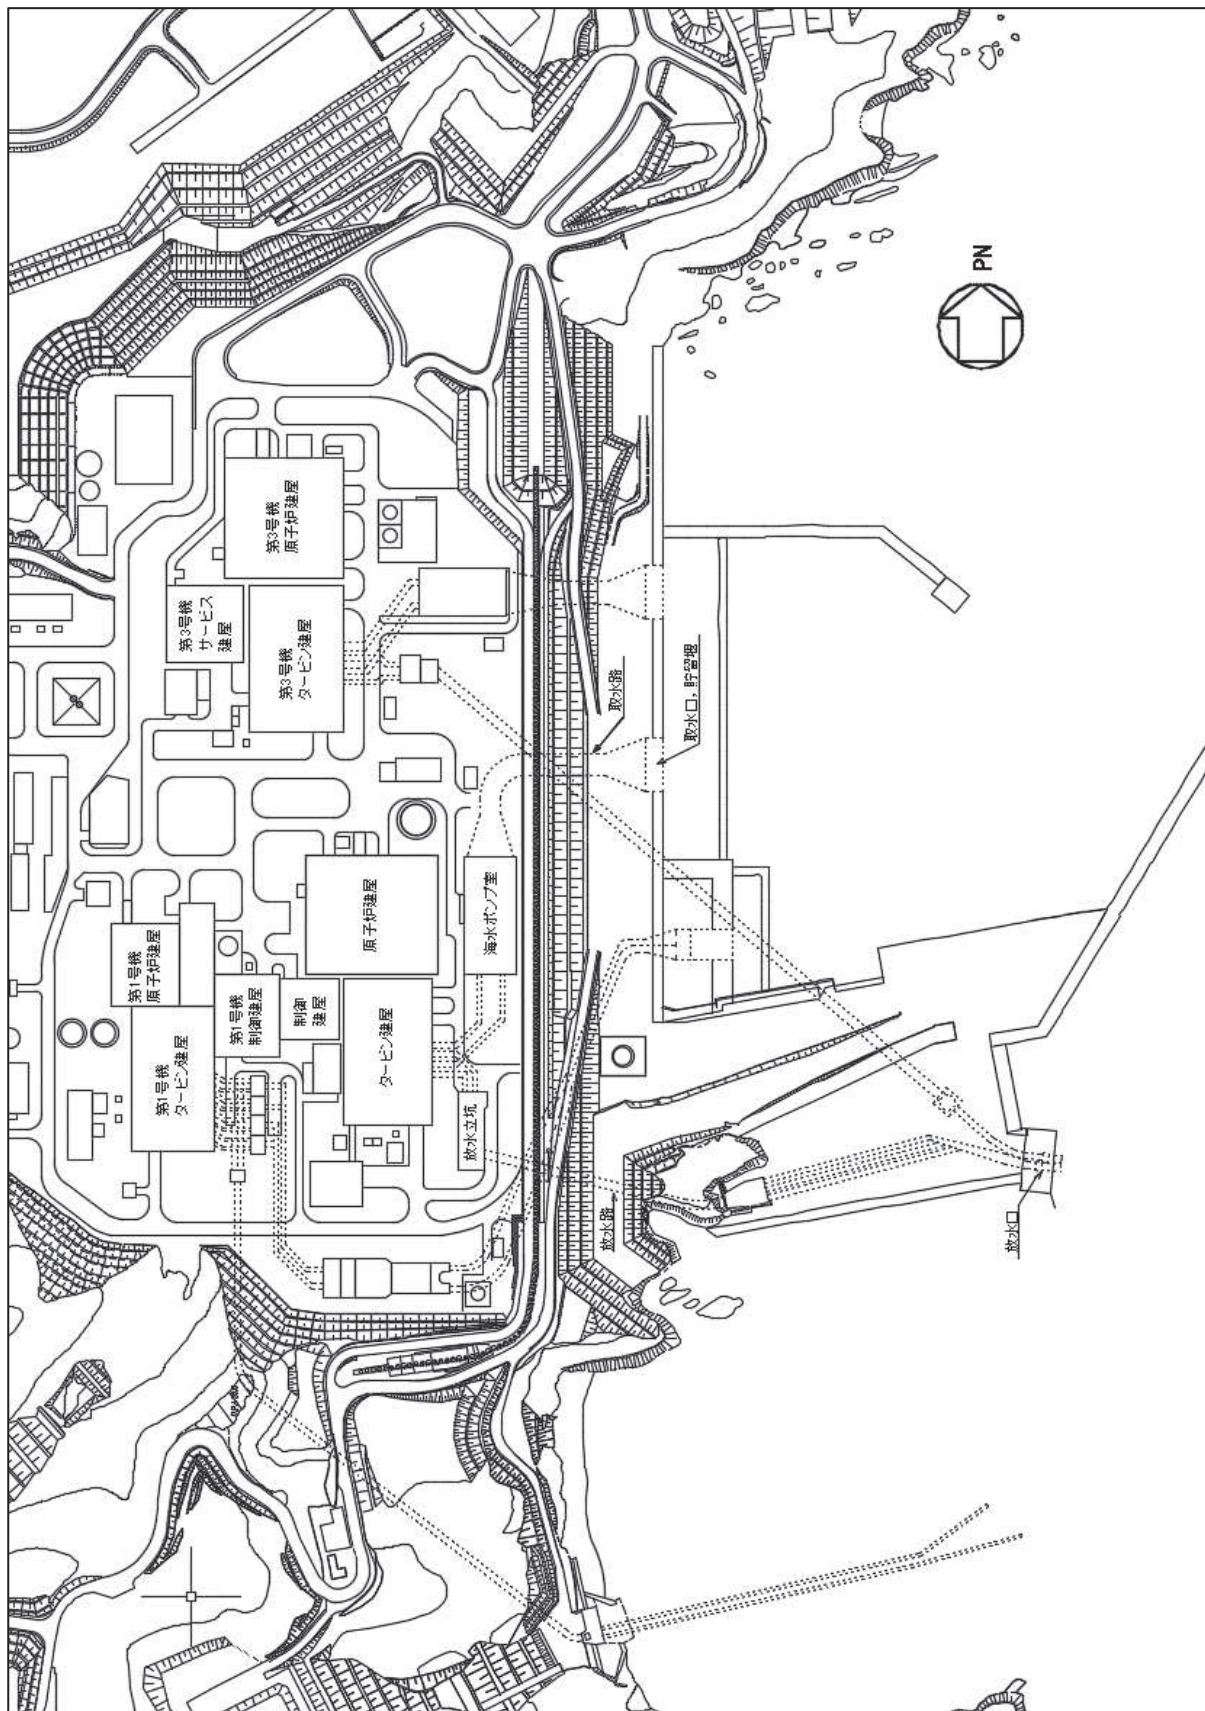 PN
第3号機
原子炉建屋
第3号機
サービス
建屋
第3号機
タービン建屋
取水路
取水口，貯留堰
原子炉建屋
海水ポンプ室
第1号機
原子炉建屋
第1号機
制御建屋
制御
建屋
第1号機
タービン建屋
タービン建屋
放水立坑
放水路
放水口